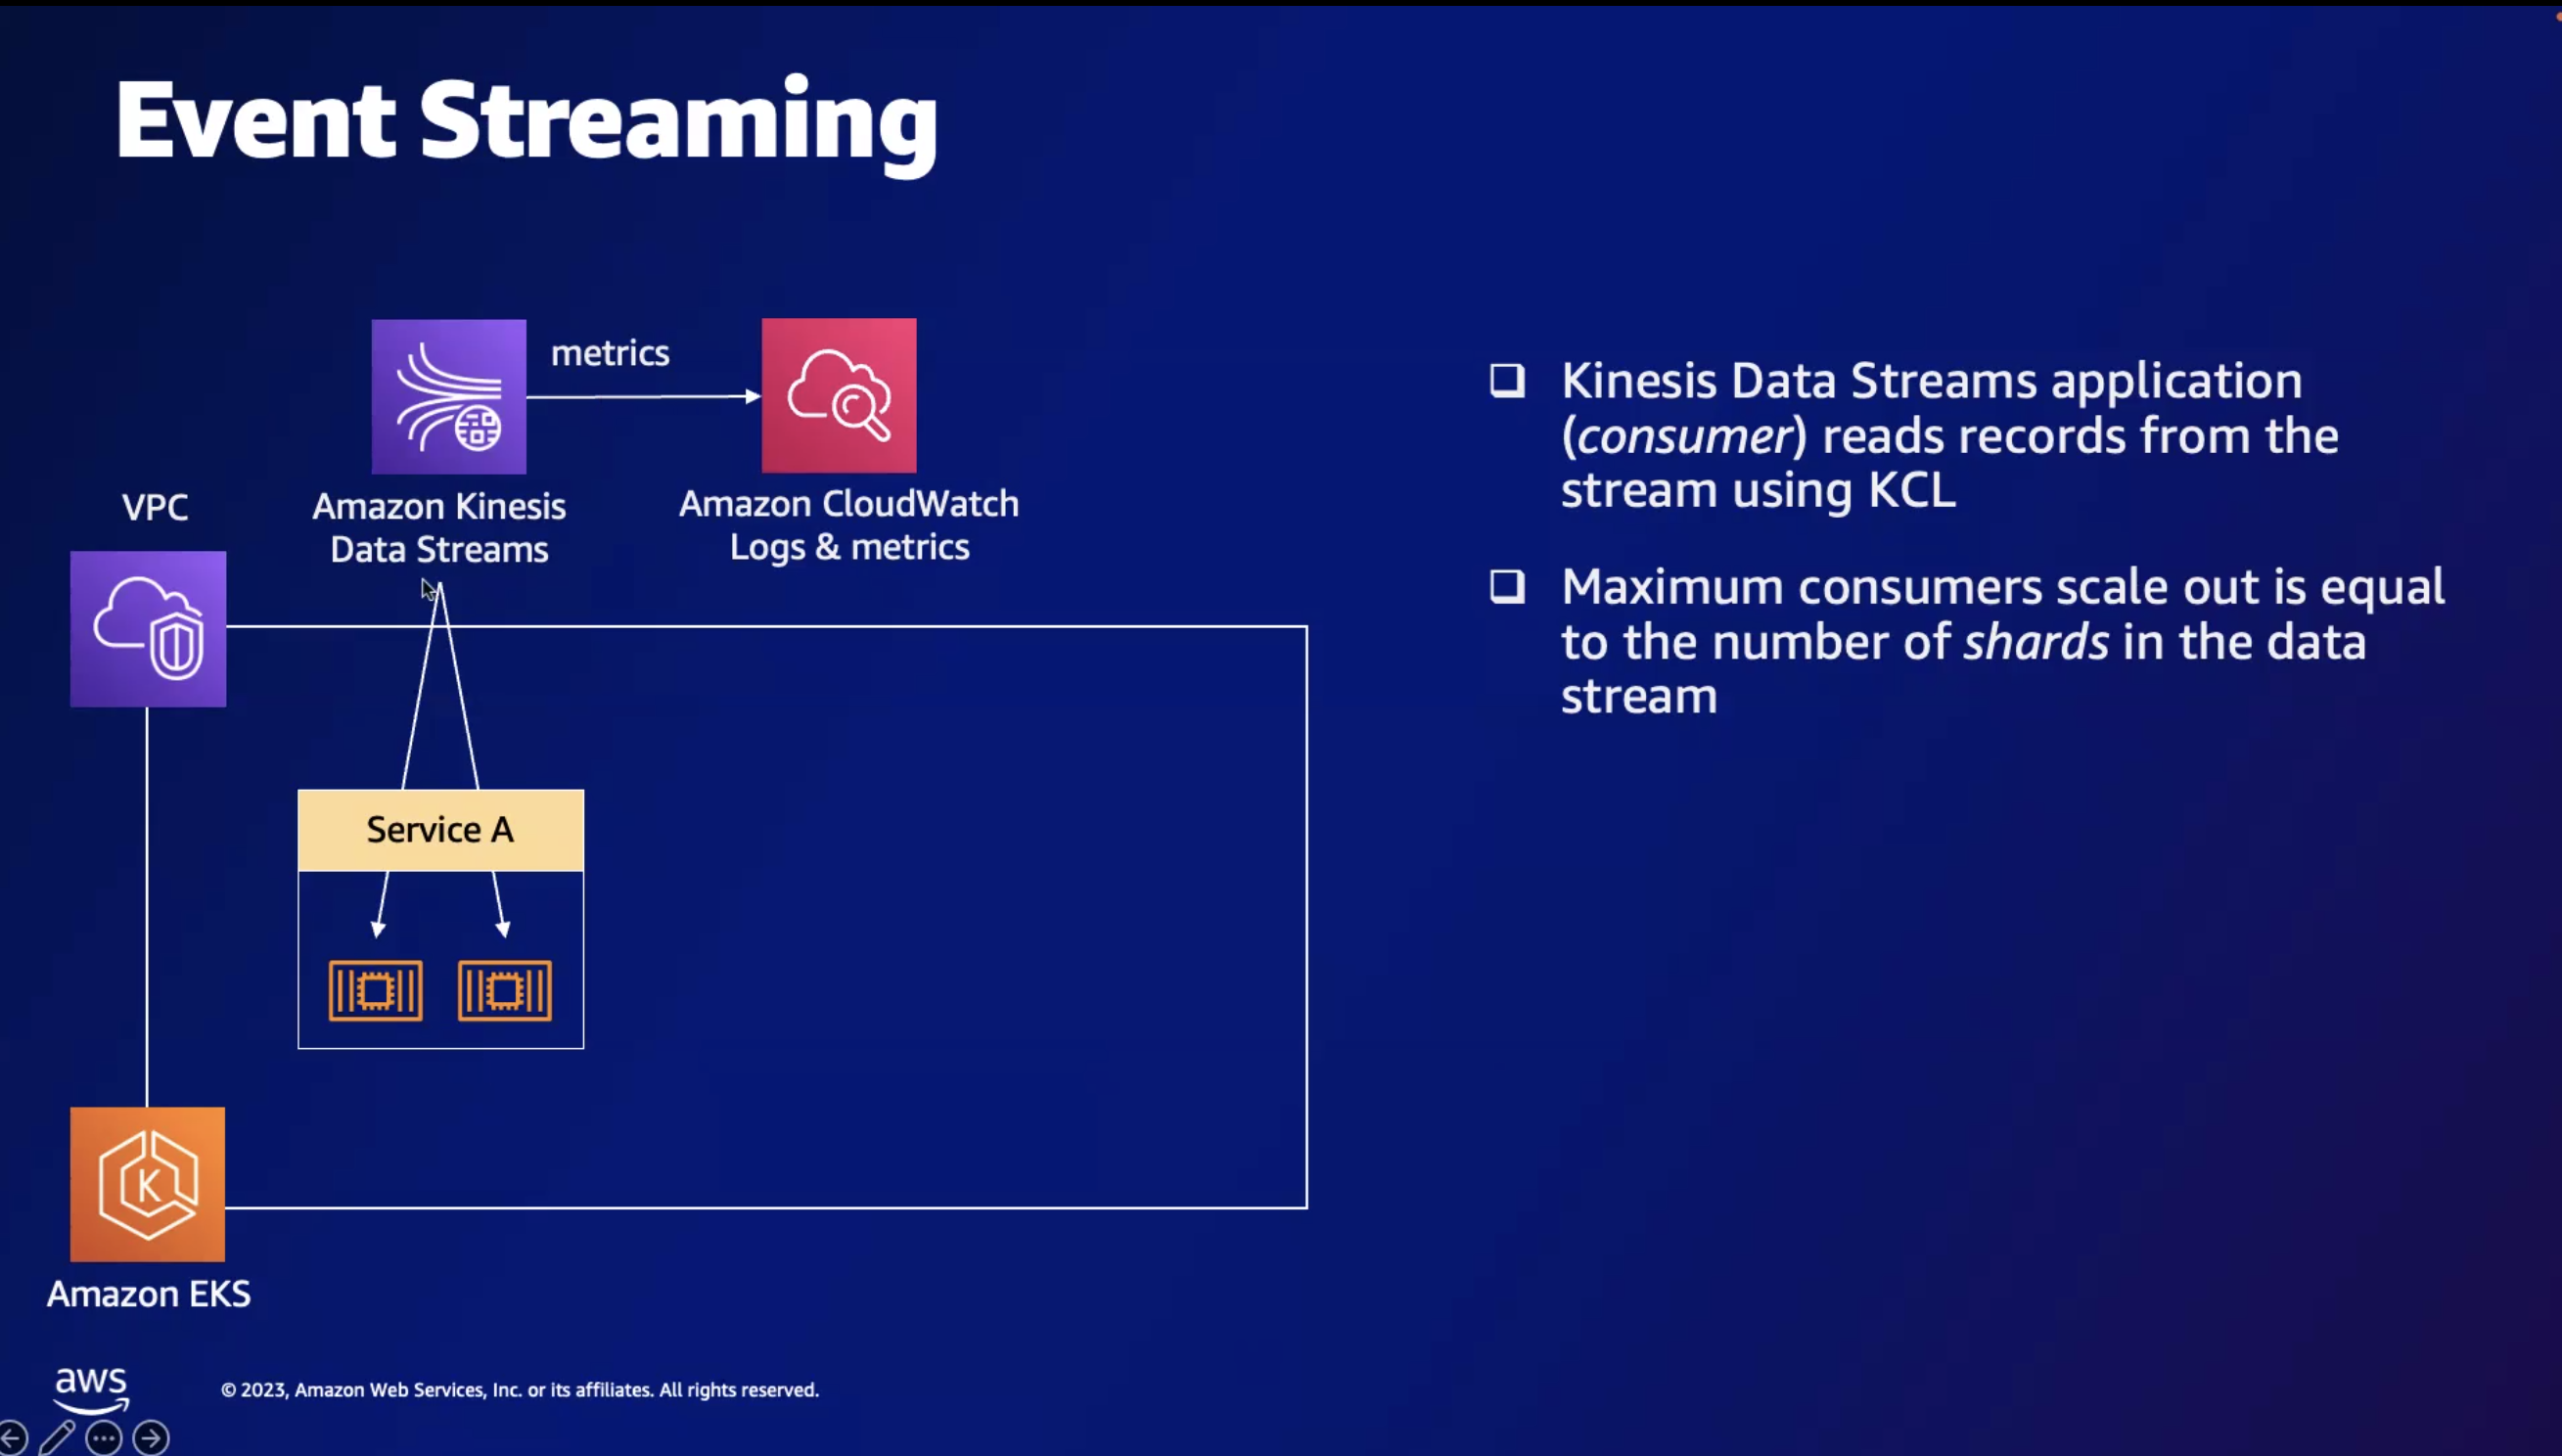 Event Streaming
metrics
VPC
Amazon Kinesis
Data Streams
Amazon CloudWatch
Logs & metrics
❑ Kinesis Data Streams application
(consumer) reads records from the
stream using KCL
❑ Maximum consumers scale out is equal
to the number of shards in the data
stream
Service A
K
Amazon EKS
aws
© 2023, Amazon Web Services, Inc. or its affiliates. All rights reserved.